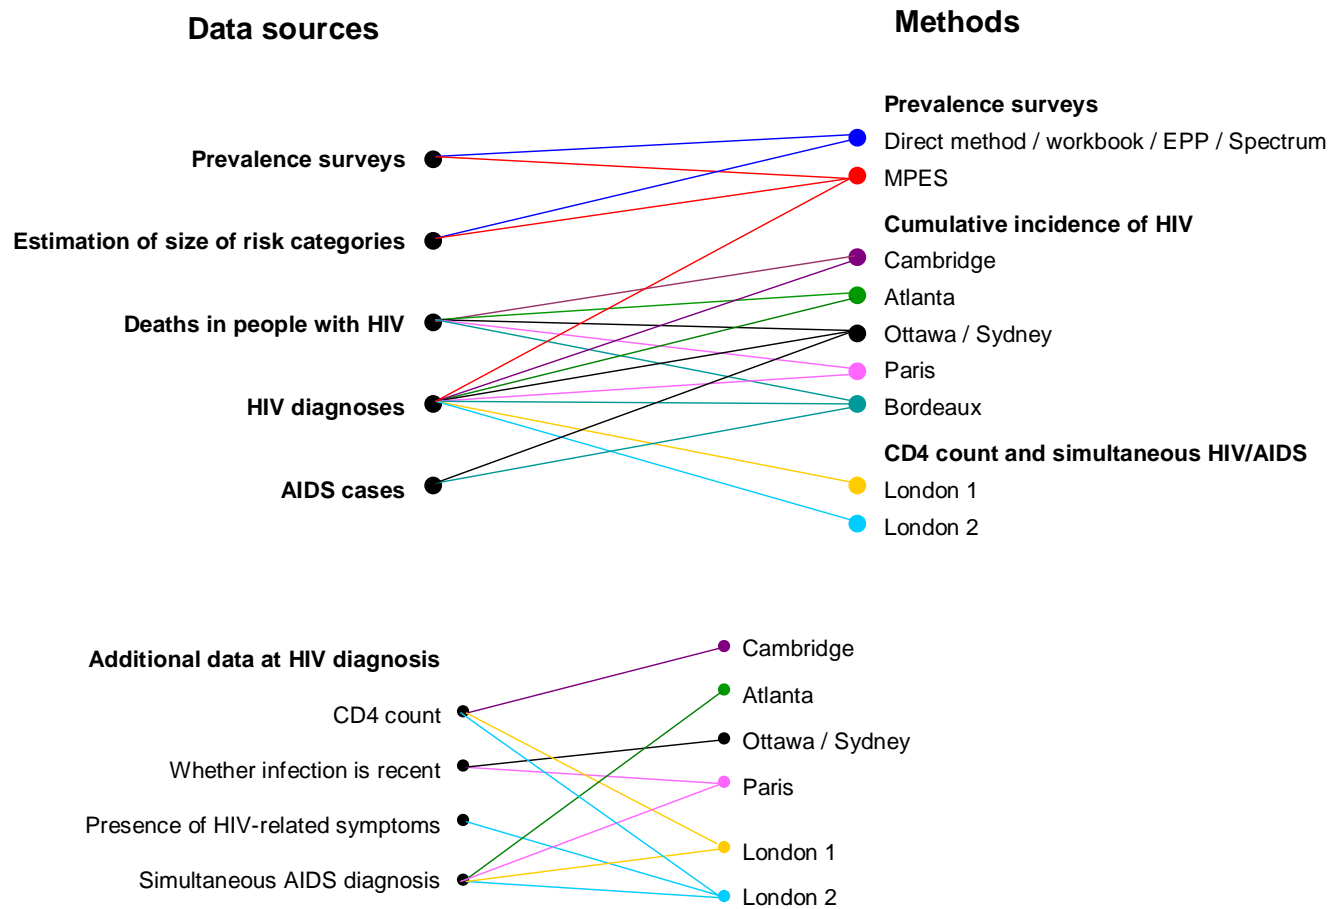 Data sources
Methods
Prevalence surveys
Estimation of size of risk categories
Deaths in people with HIV
HIV diagnoses
AIDS cases
Prevalence surveys
Direct method / workbook / EPP / Spectrum
MPES
Cumulative incidence of HIV
Cambridge
Atlanta
Ottawa / Sydney
Paris
Bordeaux
CD4 count and simultaneous HIV/AIDS
London 1
London 2
Additional data at HIV diagnosis
CD4 count
Whether infection is recent
Presence of HIV-related symptoms
Simultaneous AIDS diagnosis
Cambridge
Atlanta
Ottawa / Sydney
Paris
London 1
London 2